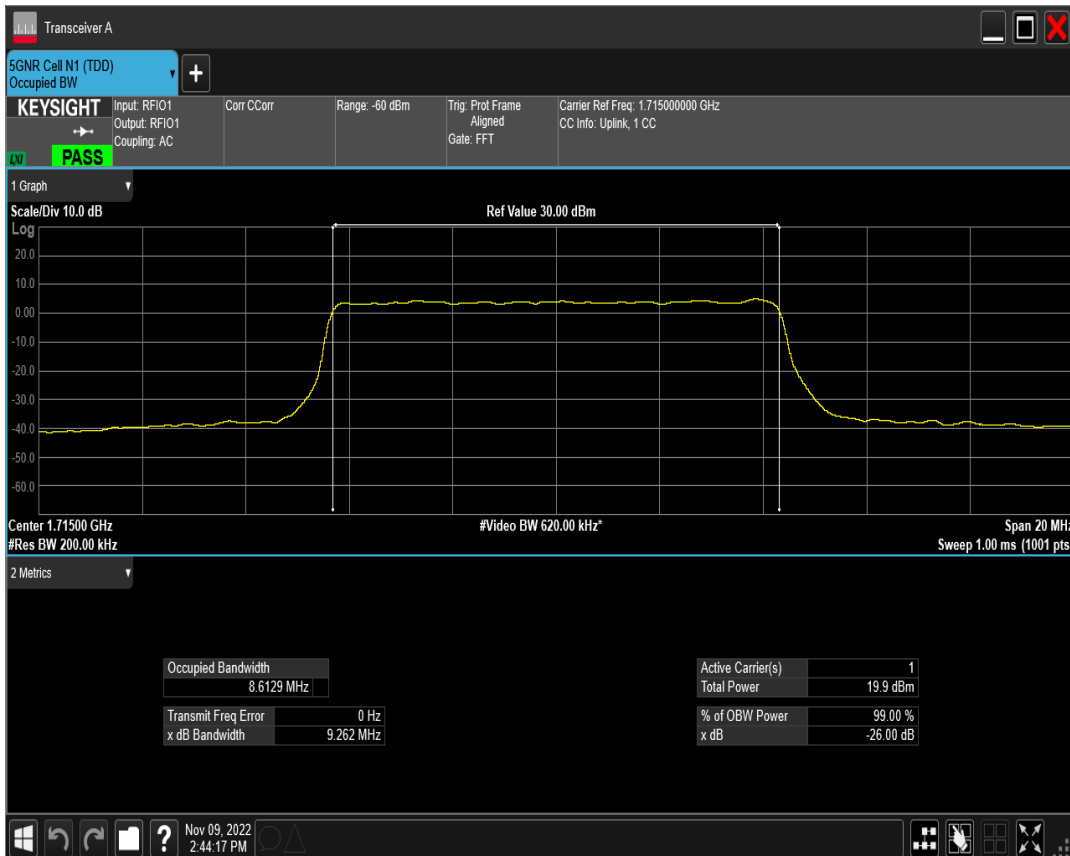 Transceiver A
5GNR Cell N1 (TDD)
Occupied BW
+
KEYSIGHT
LXI
PASS
Input: RFIO1
Output: RFIO1
Coupling: AC
Corr CCorr
Range: -60 dBm
Trig: Prot Frame
Aligned
Gate: FFT
Carrier Ref Freq: 1.715000000 GHz
CC Info: Uplink, 1 CC
1 Graph
Scale/Div 10.0 dB
Ref Value 30.00 dBm
Log
20.0
10.0
0.00
-10.0
-20.0
-30.0
-40.0
-50.0
-60.0
Center 1.71500 GHz
#Video BW 620.00 kHz*
Span 20 MHz
#Res BW 200.00 kHz
Sweep 1.00 ms (1001 pts
2 Metrics
Occupied Bandwidth
8.6129 MHz
Transmit Freq Error 0 Hz
x dB Bandwidth 9.262 MHz
Active Carrier(s) 1
Total Power 19.9 dBm
% of OBW Power 99.00 %
x dB -26.00 dB
?
Nov 09, 2022
2:44:17 PM